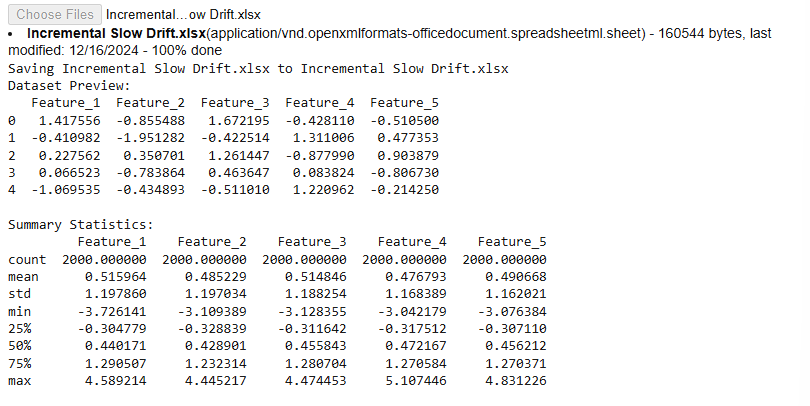 Choose Files Incremental...ow Drift.xlsx
• Incremental Slow Drift.xlsx(application/vnd.openxmlformats-officedocument.spreadsheetml.sheet) - 160544 bytes, last
modified: 12/16/2024 - 100% done
Saving Incremental Slow Drift.xlsx to Incremental Slow Drift.xlsx
Dataset Preview:
   Feature_1  Feature_2  Feature_3  Feature_4  Feature_5
0   1.417556  -0.855488   1.672195  -0.428110  -0.510500
1  -0.410982  -1.951282  -0.422514   1.311006   0.477353
2   0.227562   0.350701   1.261447  -0.877990   0.903879
3   0.066523  -0.783864   0.463647   0.083824  -0.806730
4  -1.069535  -0.434893  -0.511010   1.220962  -0.214250

Summary Statistics:
         Feature_1    Feature_2    Feature_3    Feature_4    Feature_5
count  2000.000000  2000.000000  2000.000000  2000.000000  2000.000000
mean      0.515964     0.485229     0.514846     0.476793     0.490668
std       1.197860     1.197034     1.188254     1.168389     1.162021
min      -3.726141    -3.109389    -3.128355    -3.042179    -3.076384
25%      -0.304779    -0.328839    -0.311642    -0.317512    -0.307110
50%       0.440171     0.428901     0.455843     0.472167     0.456212
75%       1.290507     1.232314     1.280704     1.270584     1.270371
max       4.589214     4.445217     4.474453     5.107446     4.831226